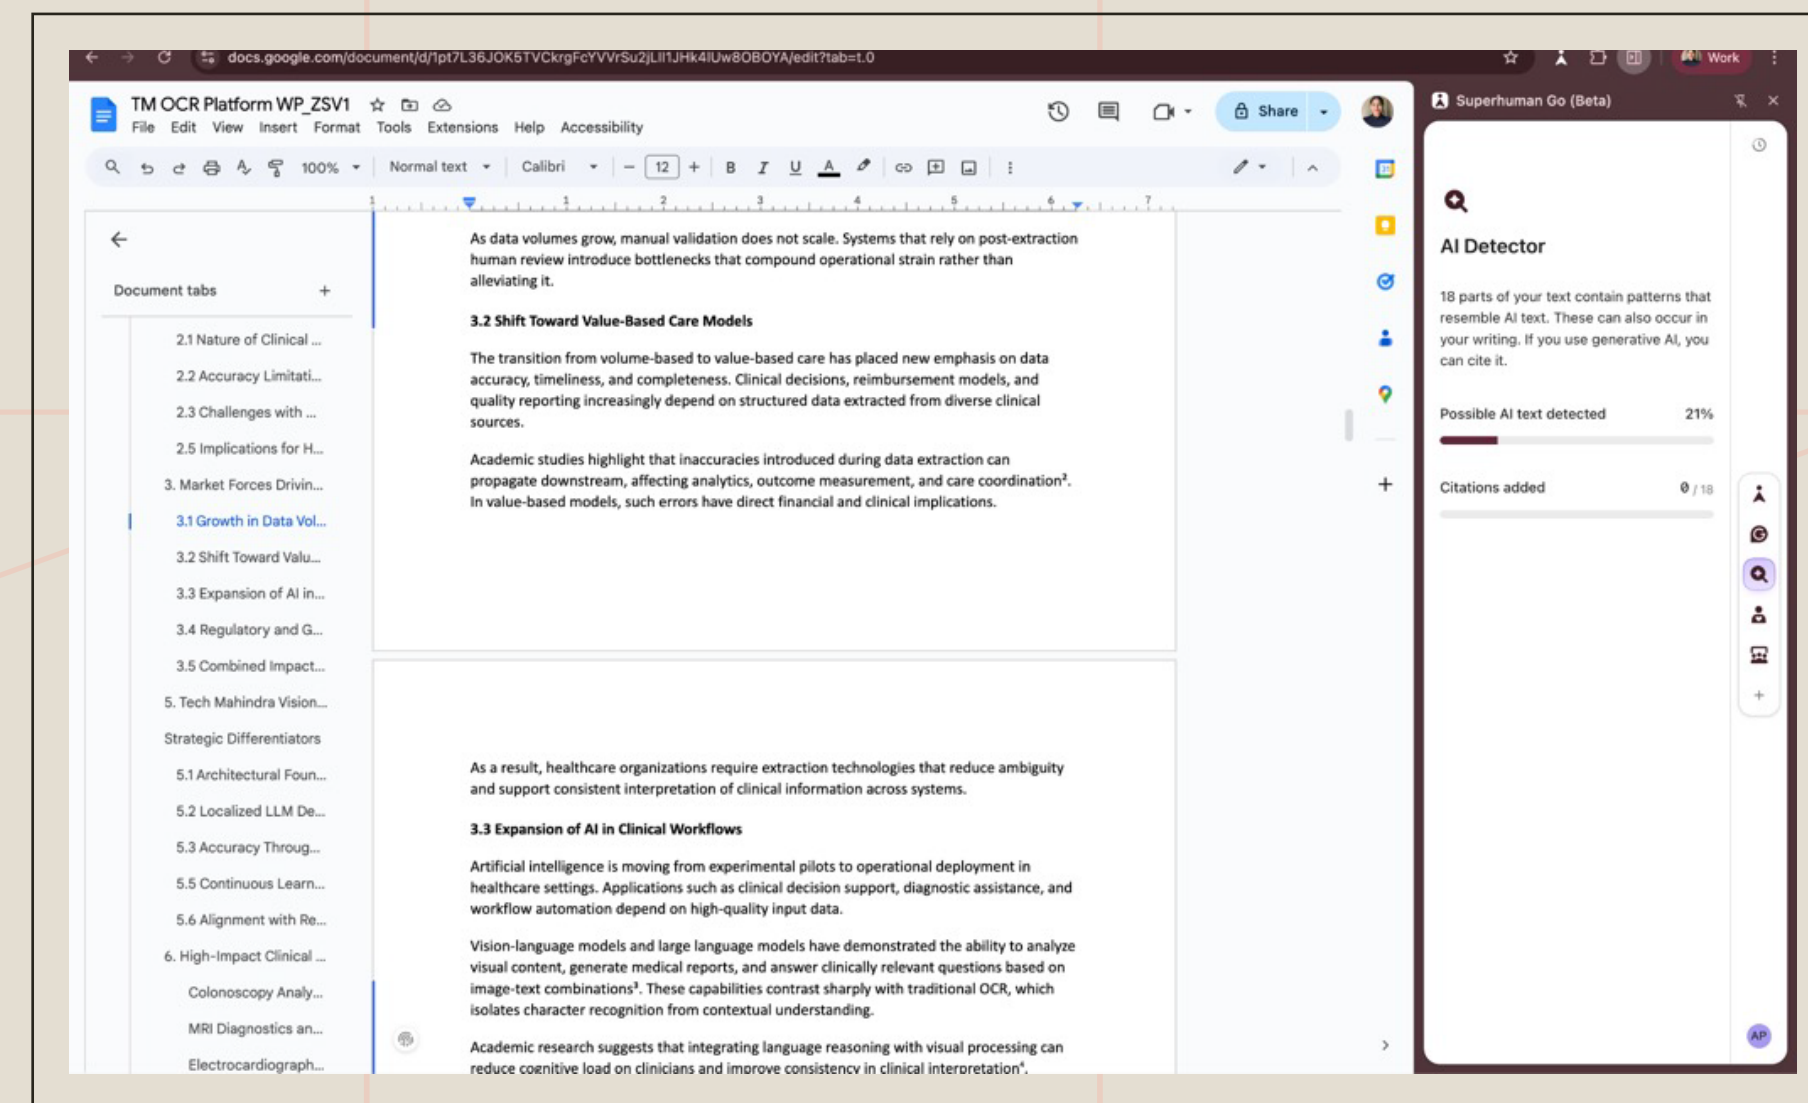 docs.google.com/document/d/1pt7L36JOK5TVCkrgFcYVVrSu2jLlI1JHk4IUw8OBOYA/edit?tab=t.0
Work
TM OCR Platform WP_ZSV1
File Edit View Insert Format Tools Extensions Help Accessibility
Share
100%
Normal text
Calibri
12
B I U A
1 1 2 3 4 5 6 7
Document tabs
2.1 Nature of Clinical ...
2.2 Accuracy Limitati...
2.3 Challenges with ...
2.5 Implications for H...
3. Market Forces Drivin...
3.1 Growth in Data Vol...
3.2 Shift Toward Valu...
3.3 Expansion of AI in...
3.4 Regulatory and G...
3.5 Combined Impact...
5. Tech Mahindra Vision...
Strategic Differentiators
5.1 Architectural Foun...
5.2 Localized LLM De...
5.3 Accuracy Throug...
5.5 Continuous Learn...
5.6 Alignment with Re...
6. High-Impact Clinical ...
Colonoscopy Analy...
MRI Diagnostics an...
Electrocardiograph...
As data volumes grow, manual validation does not scale. Systems that rely on post-extraction
human review introduce bottlenecks that compound operational strain rather than
alleviating it.
3.2 Shift Toward Value-Based Care Models
The transition from volume-based to value-based care has placed new emphasis on data
accuracy, timeliness, and completeness. Clinical decisions, reimbursement models, and
quality reporting increasingly depend on structured data extracted from diverse clinical
sources.
Academic studies highlight that inaccuracies introduced during data extraction can
propagate downstream, affecting analytics, outcome measurement, and care coordination².
In value-based models, such errors have direct financial and clinical implications.
As a result, healthcare organizations require extraction technologies that reduce ambiguity
and support consistent interpretation of clinical information across systems.
3.3 Expansion of AI in Clinical Workflows
Artificial intelligence is moving from experimental pilots to operational deployment in
healthcare settings. Applications such as clinical decision support, diagnostic assistance, and
workflow automation depend on high-quality input data.
Vision-language models and large language models have demonstrated the ability to analyze
visual content, generate medical reports, and answer clinically relevant questions based on
image-text combinations³. These capabilities contrast sharply with traditional OCR, which
isolates character recognition from contextual understanding.
Academic research suggests that integrating language reasoning with visual processing can
reduce cognitive load on clinicians and improve consistency in clinical interpretation⁴.
31
Superhuman Go (Beta)
AI Detector
18 parts of your text contain patterns that
resemble AI text. These can also occur in
your writing. If you use generative AI, you
can cite it.
Possible AI text detected 21%
Citations added 0 / 18
AP